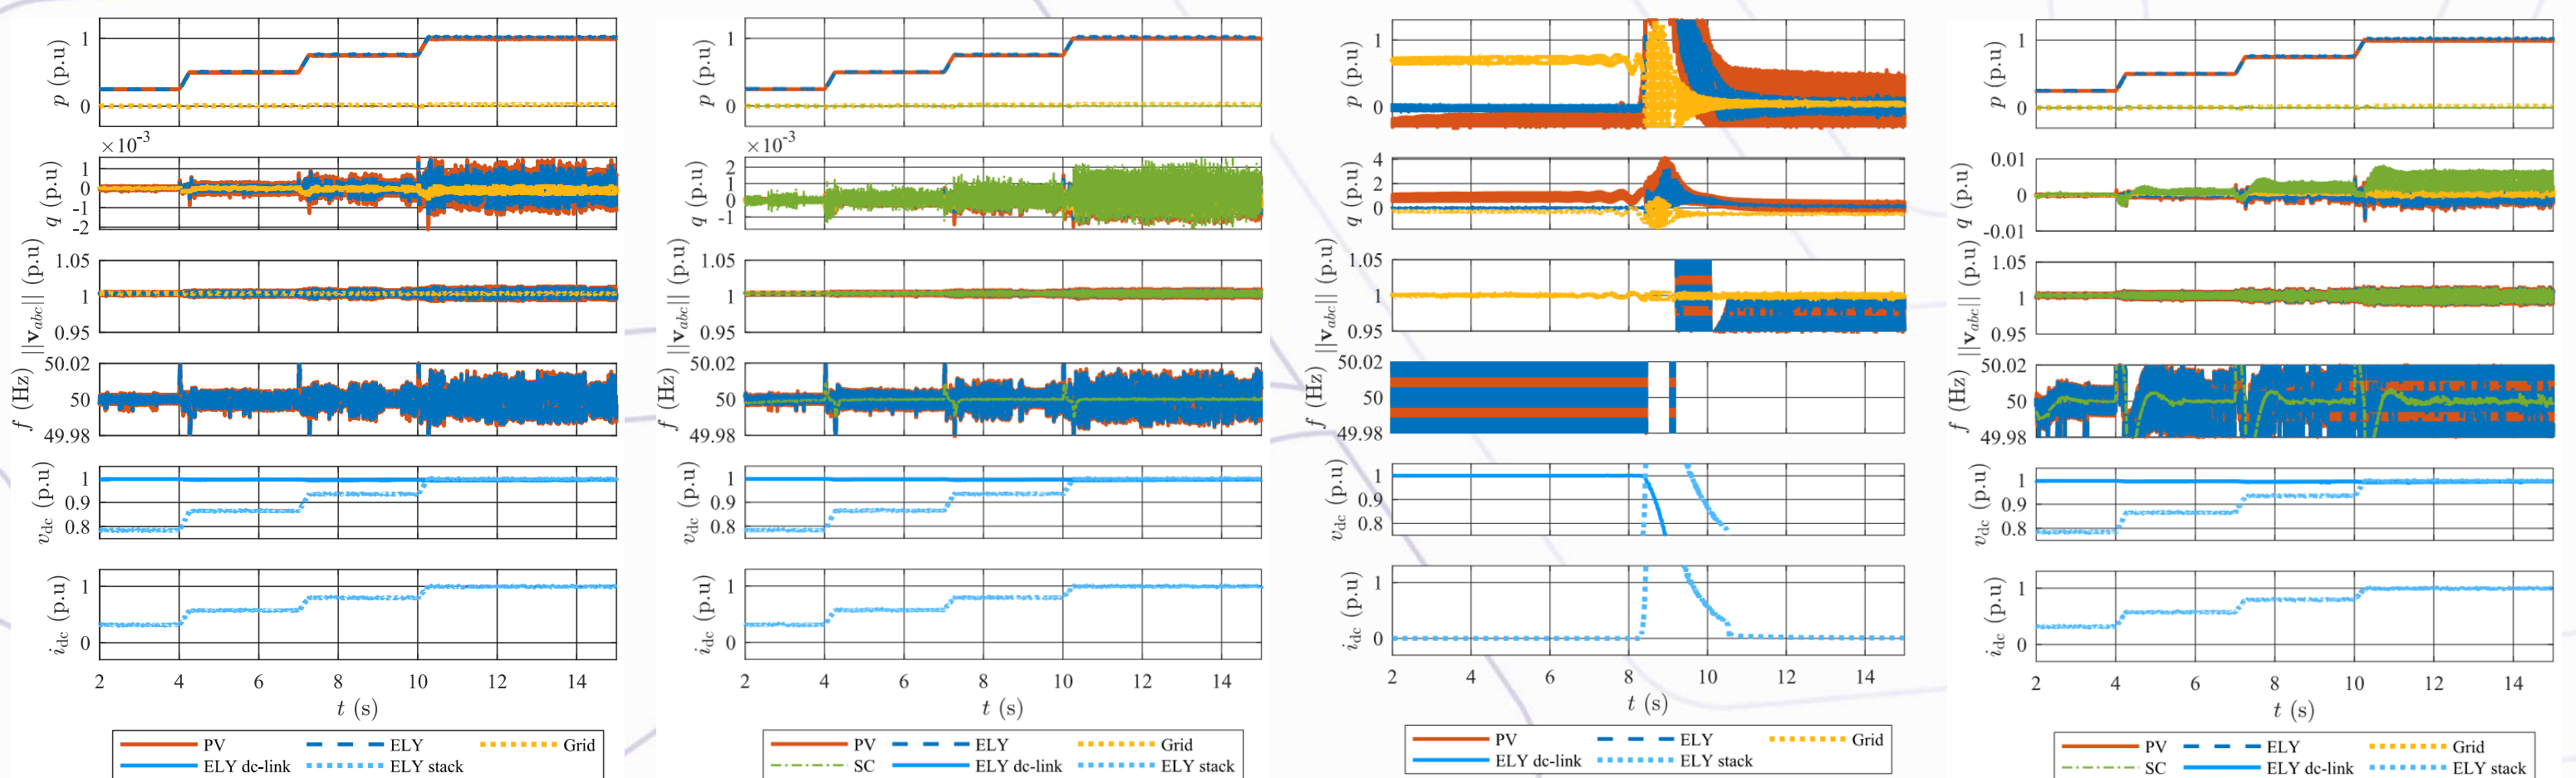 p (p.u)
1
0
×10⁻³
q (p.u)
1
0
-1
-2
||v_abc|| (p.u)
1.05
1
0.95
f (Hz)
50.02
50
49.98
v_dc (p.u)
1
0.9
0.8
i_dc (p.u)
1
0
2 4 6 8 10 12 14
t (s)
PV ELY Grid
ELY dc-link ELY stack
p (p.u)
1
0
×10⁻³
q (p.u)
2
1
0
-1
||v_abc|| (p.u)
1.05
1
0.95
f (Hz)
50.02
50
49.98
v_dc (p.u)
1
0.9
0.8
i_dc (p.u)
1
0
2 4 6 8 10 12 14
t (s)
PV ELY Grid
SC ELY dc-link ELY stack
p (p.u)
1
0
q (p.u)
4
2
0
||v_abc|| (p.u)
1.05
1
0.95
f (Hz)
50.02
50
49.98
v_dc (p.u)
1
0.9
0.8
i_dc (p.u)
1
0
2 4 6 8 10 12 14
t (s)
PV ELY Grid
ELY dc-link ELY stack
p (p.u)
1
0
q (p.u)
0.01
0
-0.01
||v_abc|| (p.u)
1.05
1
0.95
f (Hz)
50.02
50
49.98
v_dc (p.u)
1
0.9
0.8
i_dc (p.u)
1
0
2 4 6 8 10 12 14
t (s)
PV ELY Grid
SC ELY dc-link ELY stack